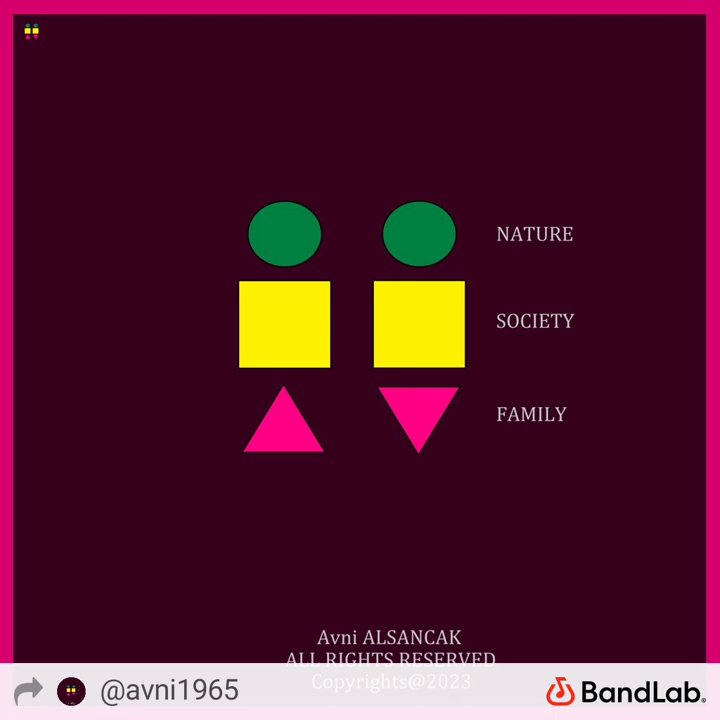 NATURE
SOCIETY
FAMILY
Avni ALSANCAK
ALL RIGHTS RESERVED
Copyrights@2023
@avni1965
BandLab®